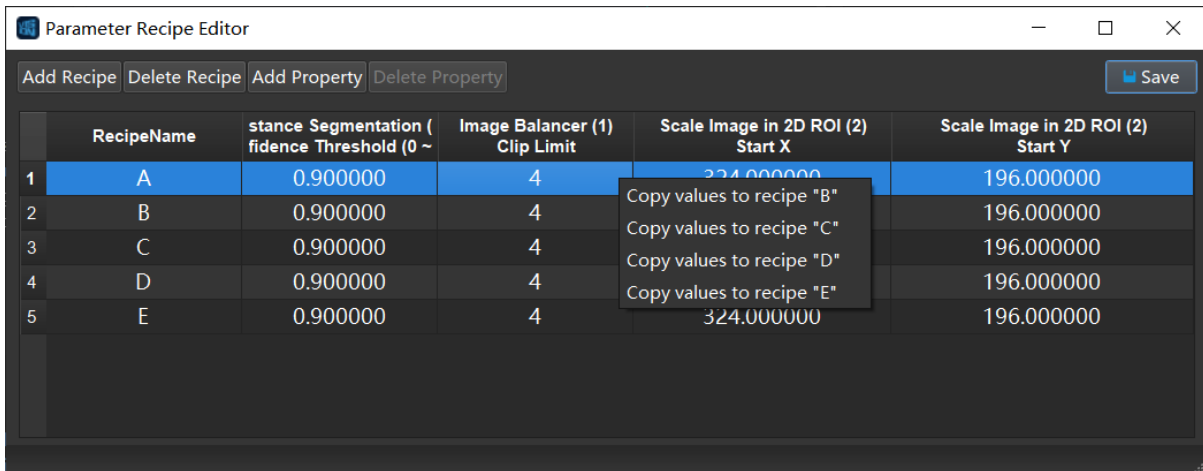 Parameter Recipe Editor
Add Recipe Delete Recipe Add Property Delete Property Save
RecipeName stance Segmentation ( Image Balancer (1) Scale Image in 2D ROI (2) Scale Image in 2D ROI (2)
fidence Threshold (0 ~ Clip Limit Start X Start Y
1 A 0.900000 4 324.000000 196.000000
Copy values to recipe "B"
2 B 0.900000 4 196.000000
Copy values to recipe "C"
3 C 0.900000 4 196.000000
Copy values to recipe "D"
4 D 0.900000 4 196.000000
Copy values to recipe "E"
5 E 0.900000 4 324.000000 196.000000